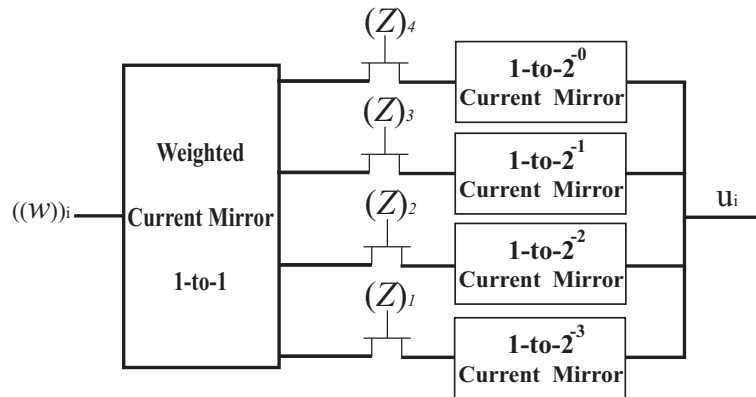 (Z)4
1-to-2^-0
Current Mirror
(Z)3
1-to-2^-1
Current Mirror
Weighted
Current Mirror
1-to-1
((w))i
(Z)2
1-to-2^-2
Current Mirror
ui
(Z)1
1-to-2^-3
Current Mirror